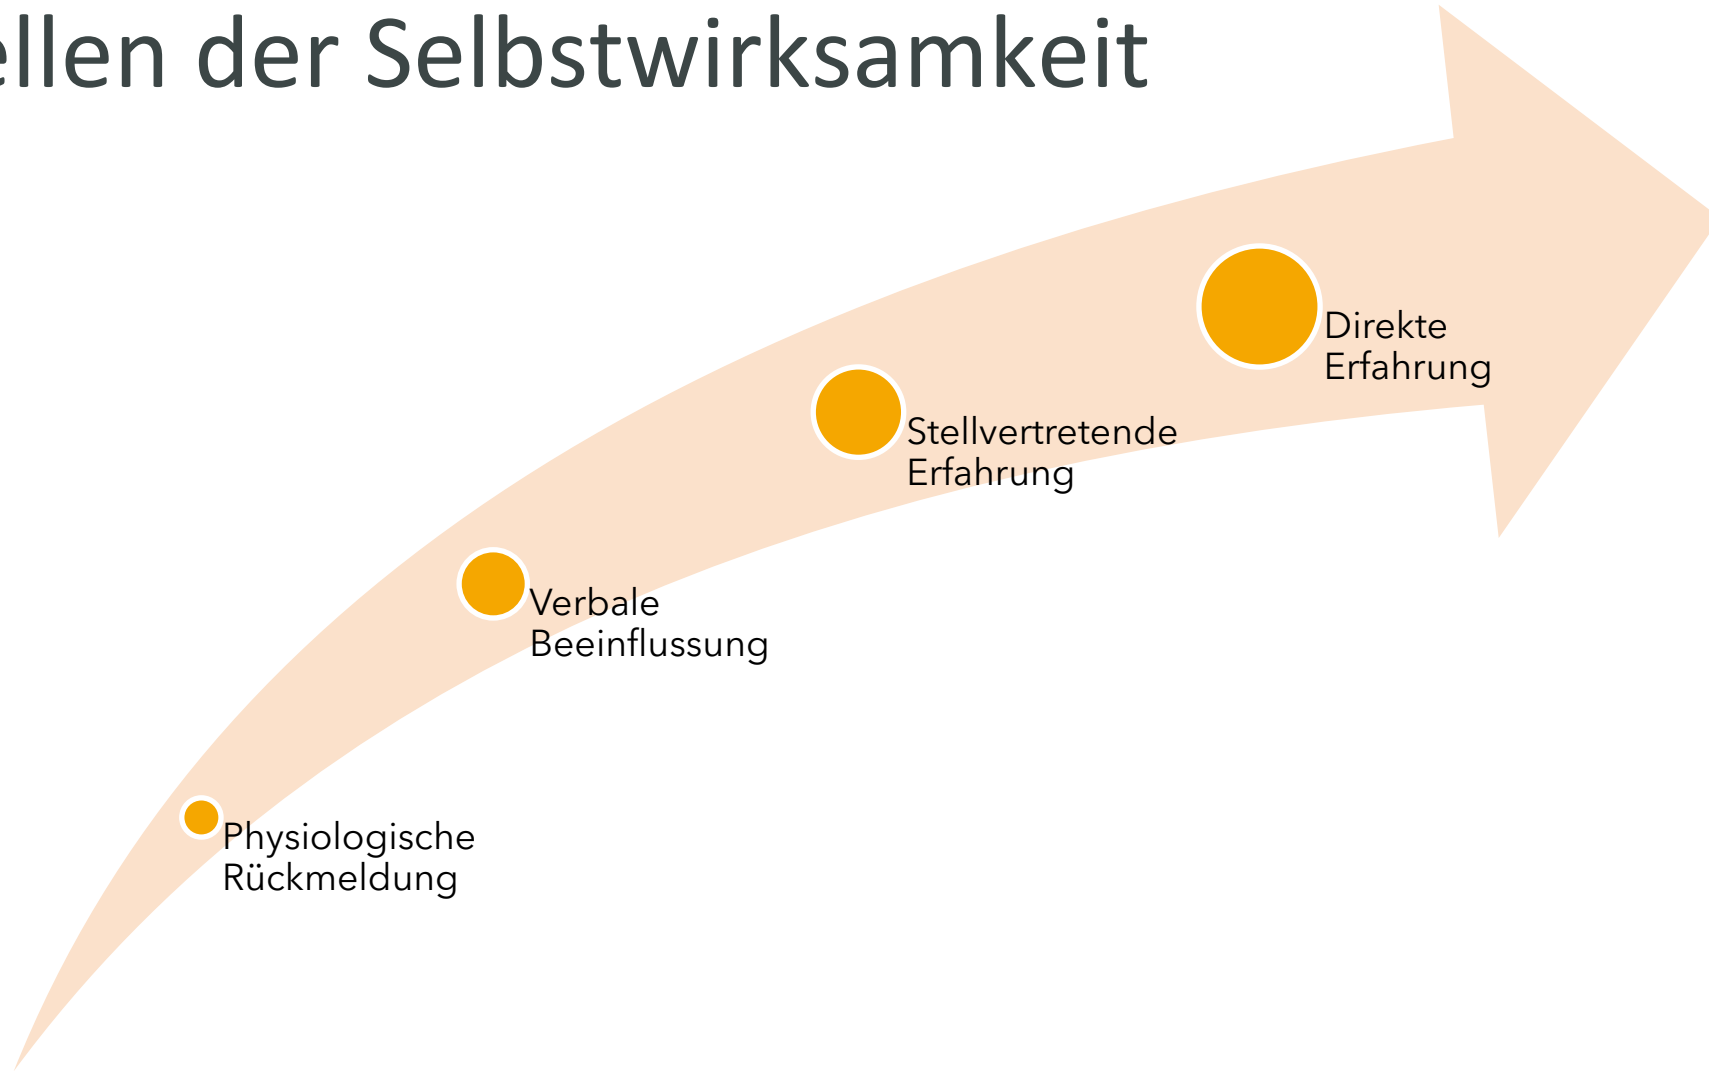 ellen der Selbstwirksamkeit
Direkte
Erfahrung
Stellvertretende
Erfahrung
Verbale
Beeinflussung
Physiologische
Rückmeldung